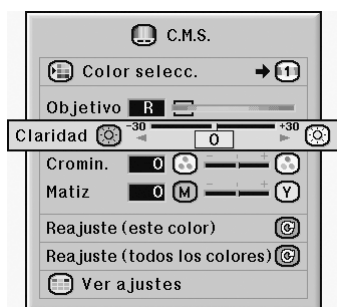 C.M.S.
Color selecc. 1
Objetivo R
Claridad -30 0 +30
Cromin. 0
Matiz 0 M Y
Reajuste (este color)
Reajuste (todos los colores)
Ver ajustes